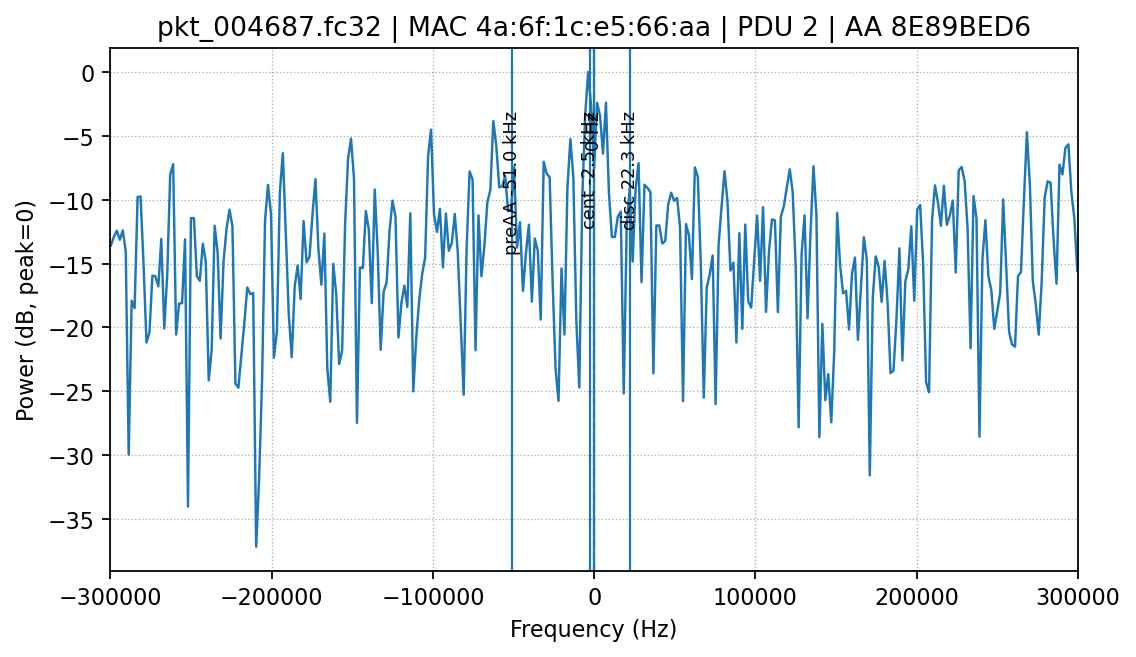 pkt_004687.fc32 | MAC 4a:6f:1c:e5:66:aa | PDU 2 | AA 8E89BED6
Power (dB, peak=0)
0
−5
−10
−15
−20
−25
−30
−35
preAA -51.0 kHz
cent -2.5 kHz
disc 22.3 kHz
−300000
−200000
−100000
0
100000
200000
300000
Frequency (Hz)